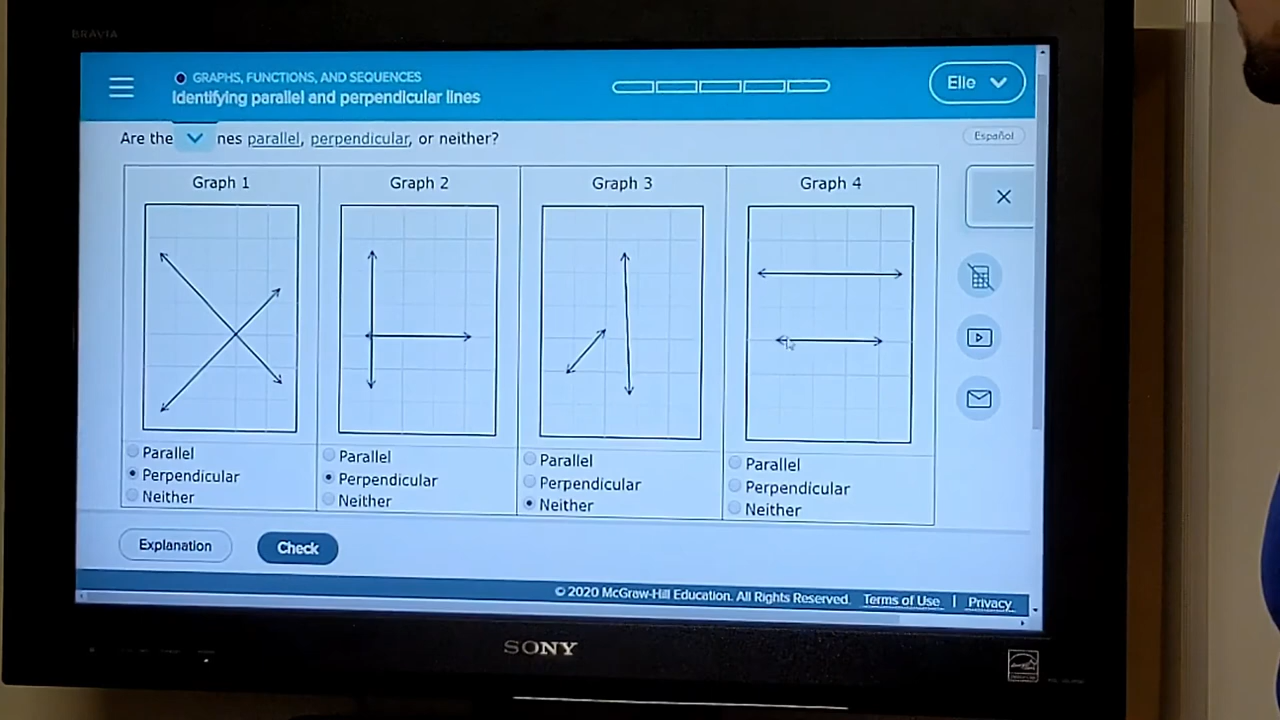 BRAVIA
GRAPHS, FUNCTIONS, AND SEQUENCES
Identifying parallel and perpendicular lines
Elle
Are the nes parallel, perpendicular, or neither?
Español
Graph 1 Graph 2 Graph 3 Graph 4
Parallel Parallel Parallel Parallel
Perpendicular Perpendicular Perpendicular Perpendicular
Neither Neither Neither Neither
Explanation Check
© 2020 McGraw-Hill Education. All Rights Reserved. Terms of Use | Privacy
SONY